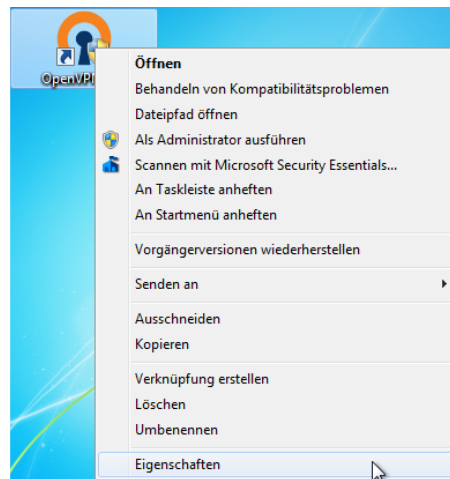 OpenVP
Öffnen
Behandeln von Kompatibilitätsproblemen
Dateipfad öffnen
Als Administrator ausführen
Scannen mit Microsoft Security Essentials...
An Taskleiste anheften
An Startmenü anheften
Vorgängerversionen wiederherstellen
Senden an
Ausschneiden
Kopieren
Verknüpfung erstellen
Löschen
Umbenennen
Eigenschaften